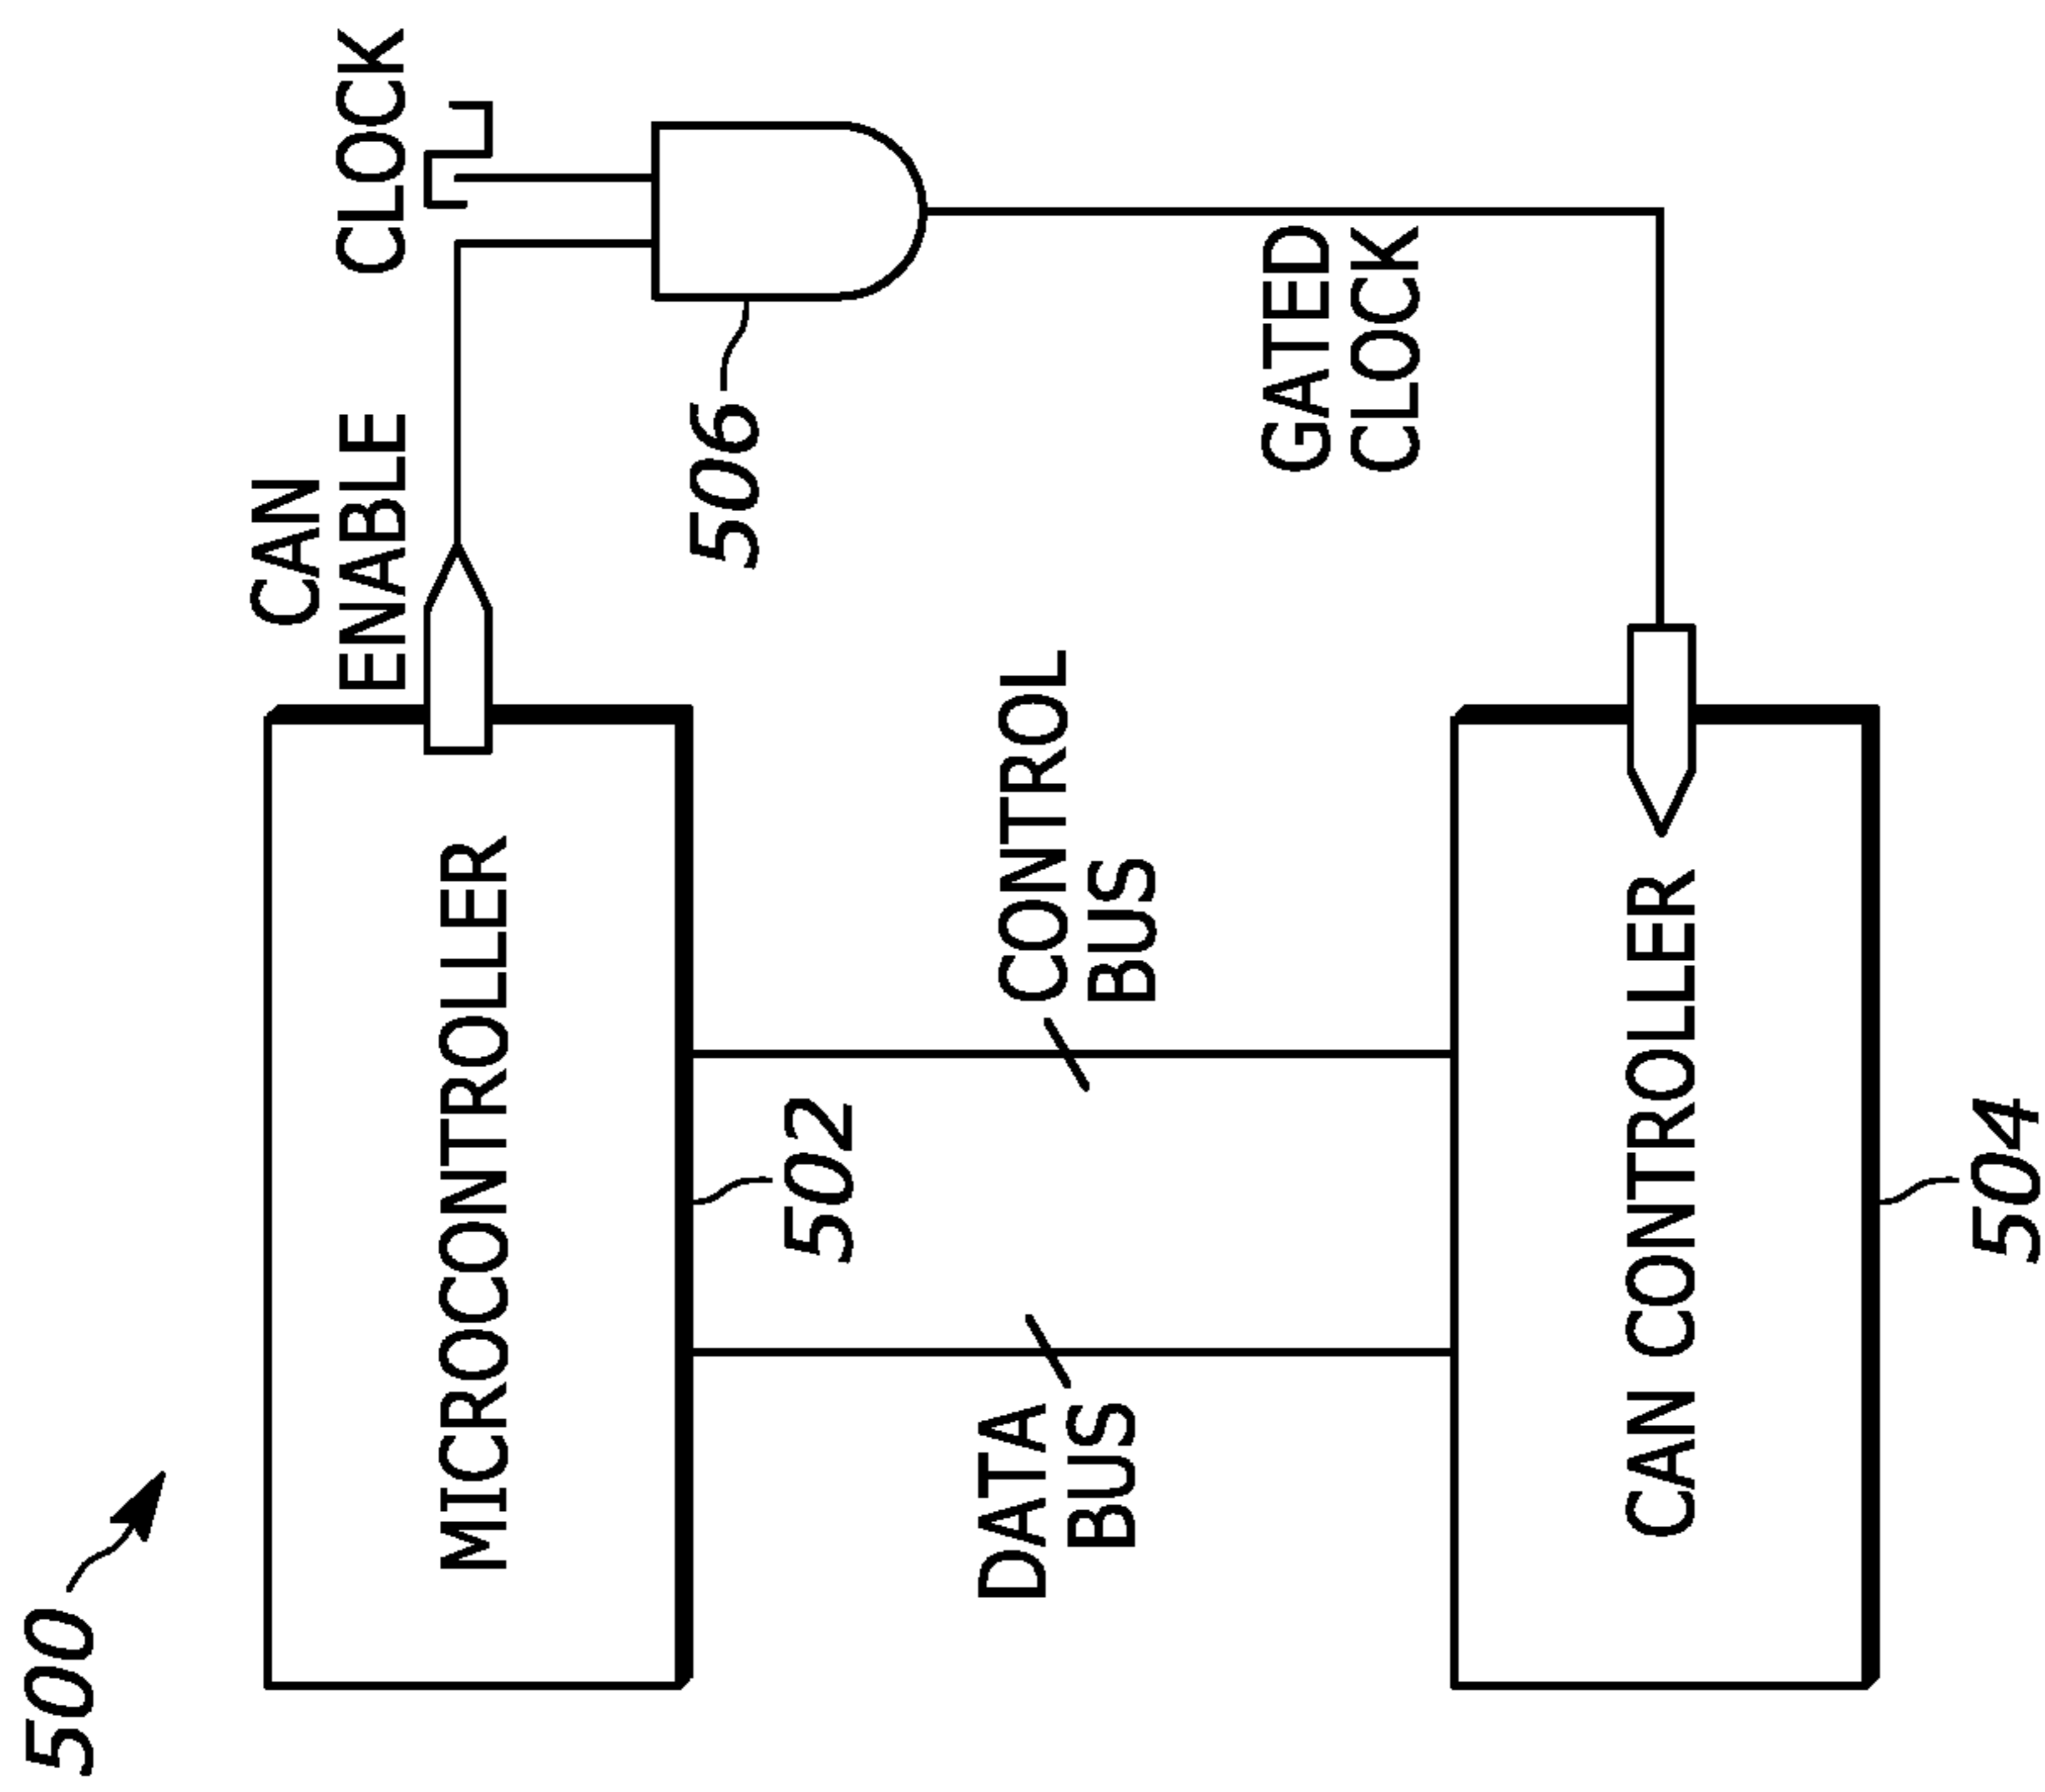 500
MICROCONTROLLER
CAN
ENABLE
CLOCK
502
506
DATA
BUS
CONTROL
BUS
GATED
CLOCK
CAN CONTROLLER
504